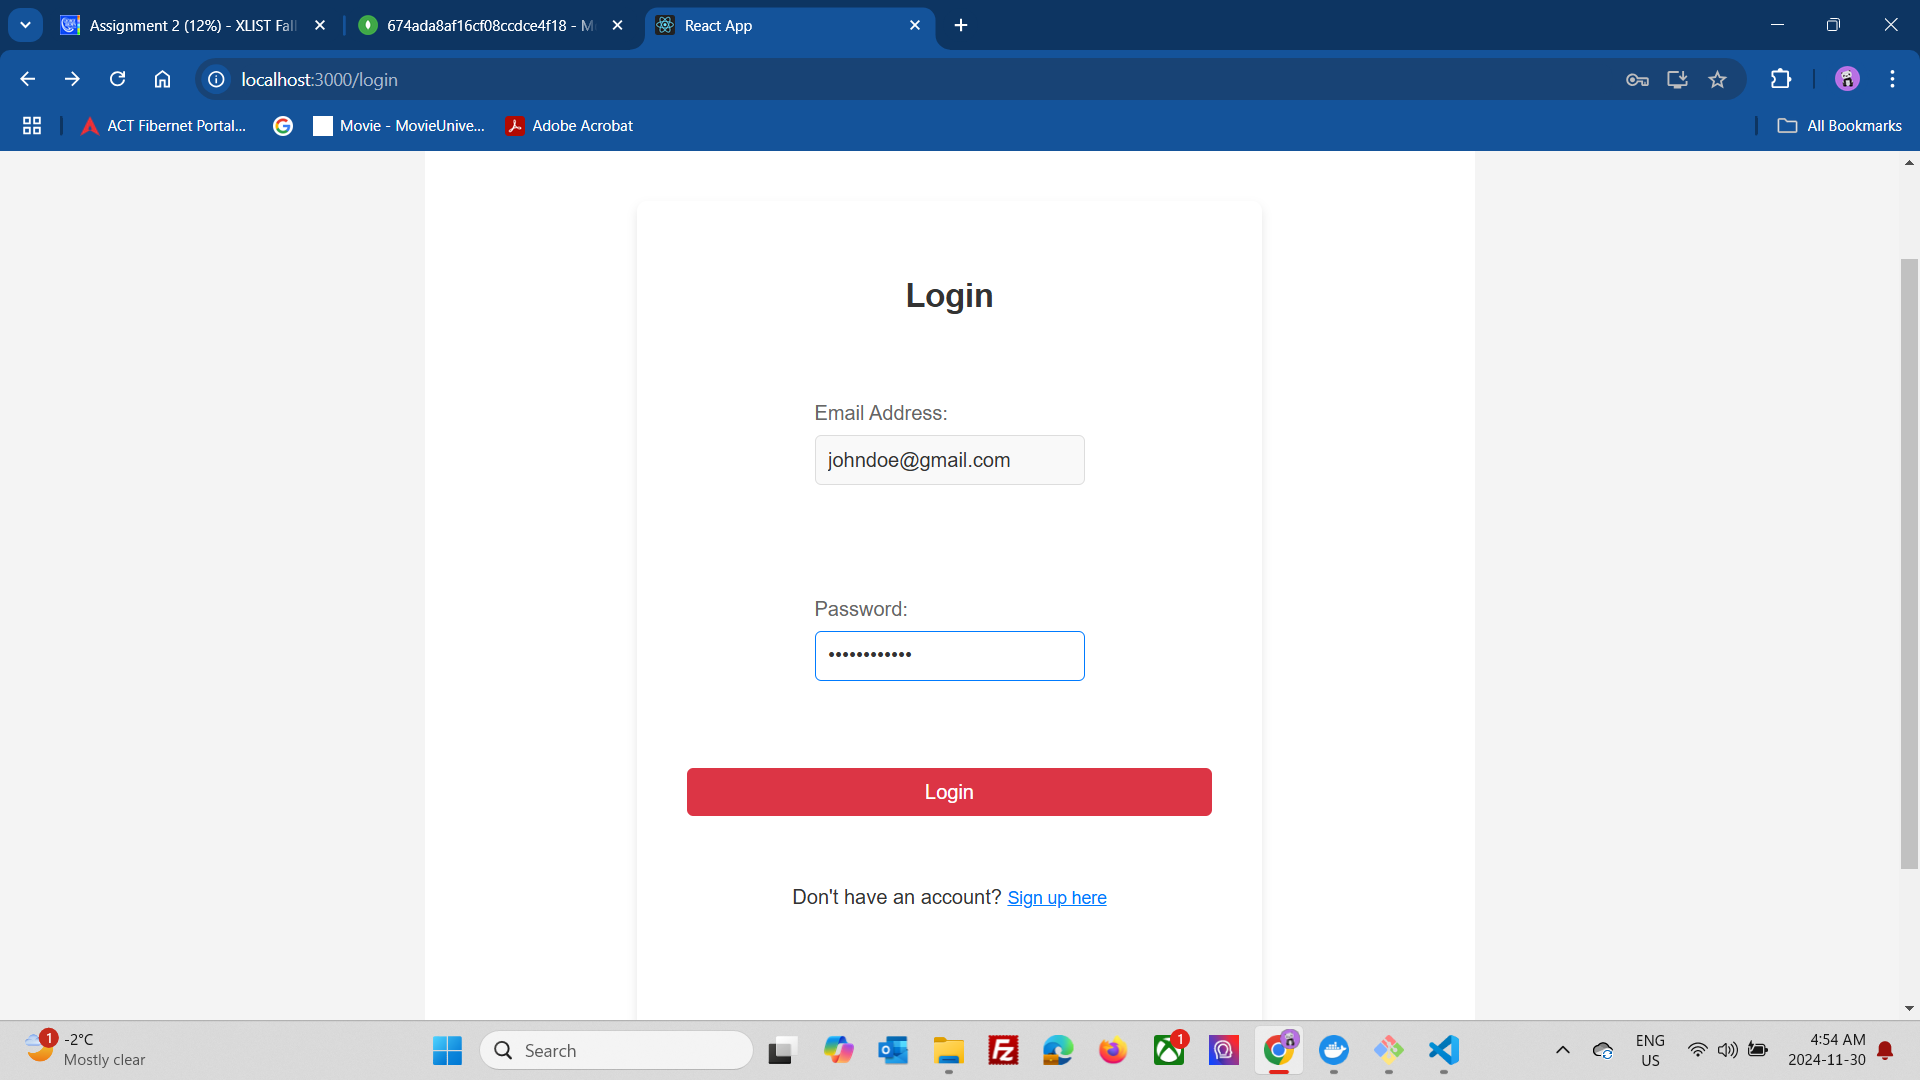 Assignment 2 (12%) - XLIST Fall
674ada8af16cf08ccdce4f18 - M
React App
localhost:3000/login
ACT Fibernet Portal...
Movie - MovieUnive...
Adobe Acrobat
All Bookmarks
Login
Email Address:
johndoe@gmail.com
Password:
••••••••••••
Login
Don't have an account? Sign up here
1
-2°C
Mostly clear
Search
1
ENG
US
4:54 AM
2024-11-30